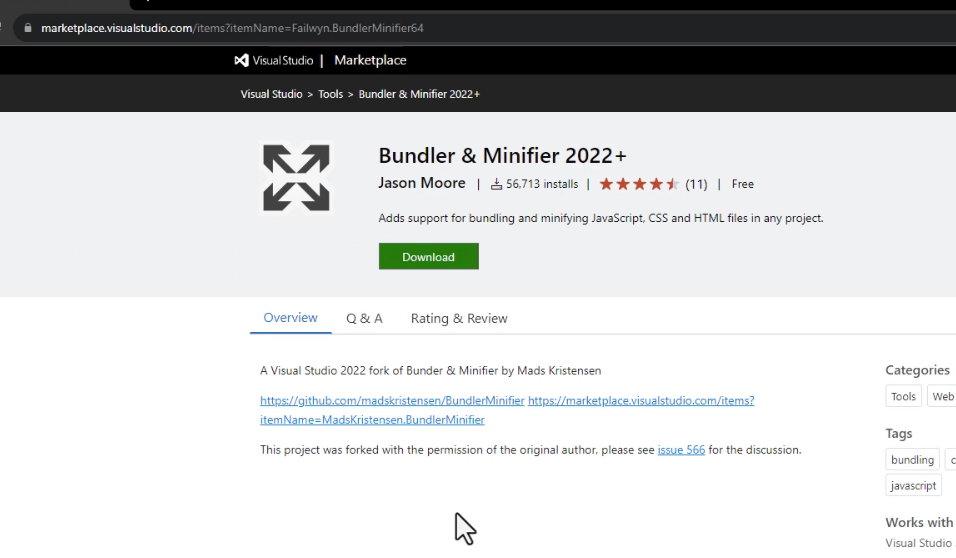 marketplace.visualstudio.com/items?itemName=Failwyn.BundlerMinifier64
Visual Studio | Marketplace
Visual Studio > Tools > Bundler & Minifier 2022+
Bundler & Minifier 2022+
Jason Moore | 56,713 installs | (11) | Free
Adds support for bundling and minifying JavaScript, CSS and HTML files in any project.
Download
Overview Q & A Rating & Review
A Visual Studio 2022 fork of Bunder & Minifier by Mads Kristensen
https://github.com/madskristensen/BundlerMinifier https://marketplace.visualstudio.com/items?
itemName=MadsKristensen.BundlerMinifier
This project was forked with the permission of the original author, please see issue 566 for the discussion.
Categories
Tools Web
Tags
bundling c
javascript
Works with
Visual Studio